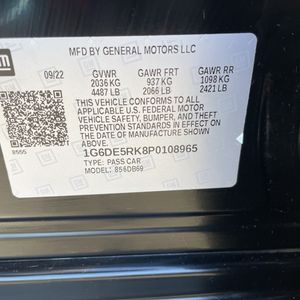 gm
MFD BY GENERAL MOTORS LLC
09/22 GVWR GAWR FRT GAWR RR
2036 KG 937 KG 1098 KG
4487 LB 2066 LB 2421 LB
THIS VEHICLE CONFORMS TO ALL
APPLICABLE U.S. FEDERAL MOTOR
VEHICLE SAFETY, BUMPER, AND THEFT
PREVENTION STANDARDS IN EFFECT ON
THE DATE OF MANUFACTURE SHOWN
ABOVE.
1G6DE5RK8P0108965
TYPE: PASS CAR
MODEL: 856DB69